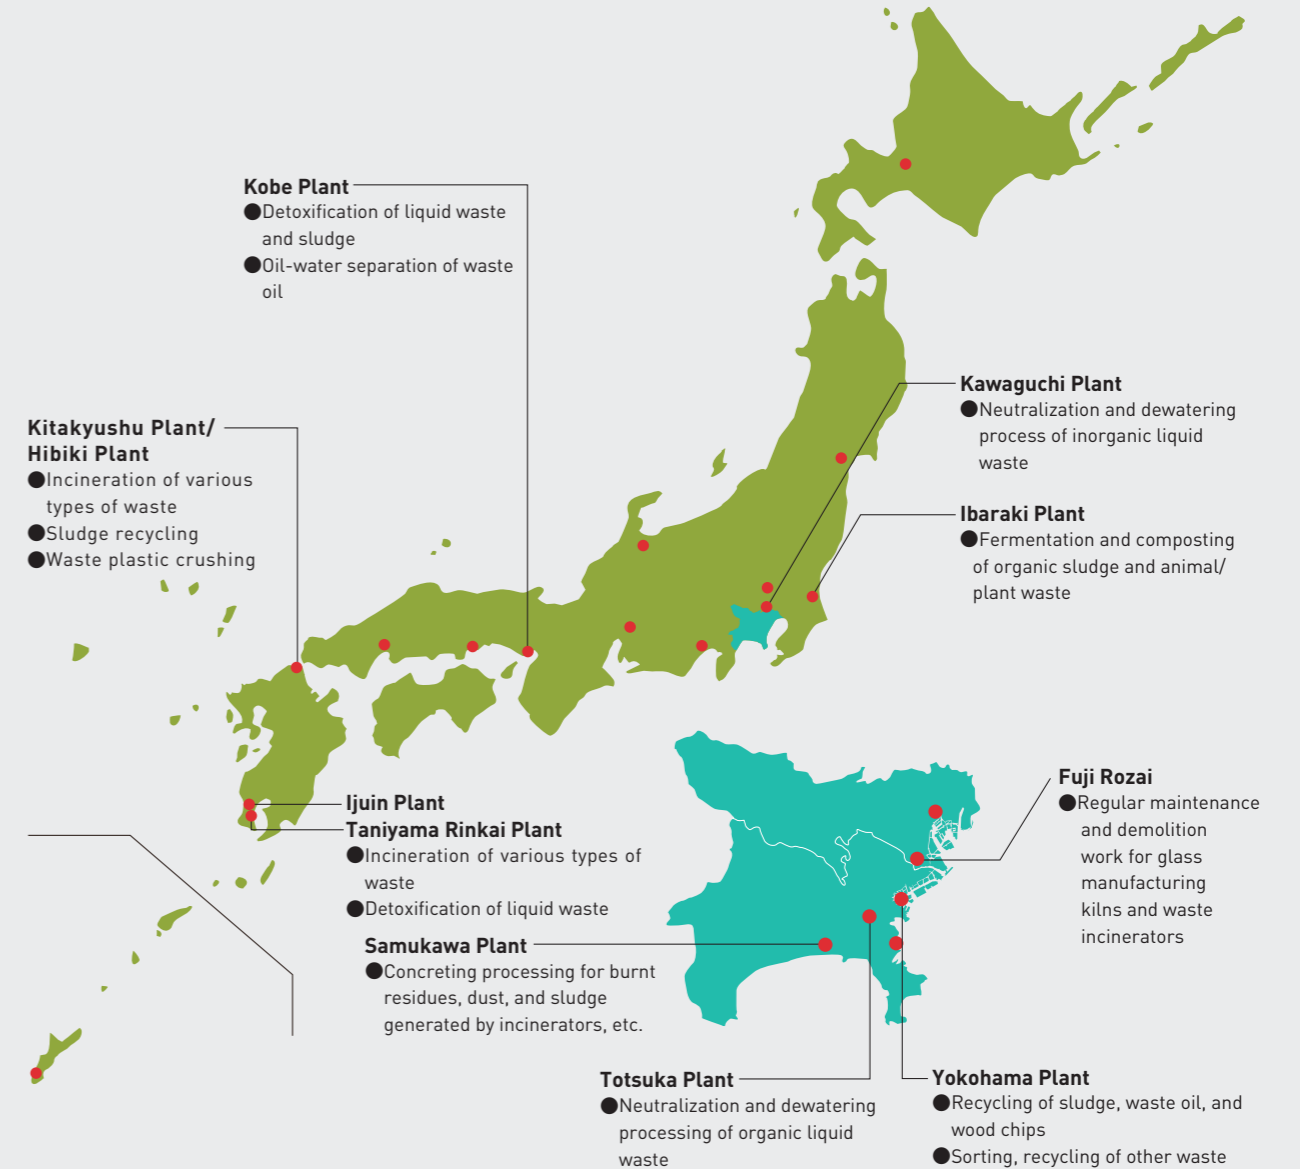 Kobe Plant
●Detoxification of liquid waste
and sludge
●Oil-water separation of waste
oil
Kitakyushu Plant/
Hibiki Plant
●Incineration of various
types of waste
●Sludge recycling
●Waste plastic crushing
Kawaguchi Plant
●Neutralization and dewatering
process of inorganic liquid
waste
Ibaraki Plant
●Fermentation and composting
of organic sludge and animal/
plant waste
Ijuin Plant
Taniyama Rinkai Plant
●Incineration of various types of
waste
●Detoxification of liquid waste
Fuji Rozai
●Regular maintenance
and demolition
work for glass
manufacturing
kilns and waste
incinerators
Samukawa Plant
●Concreting processing for burnt
residues, dust, and sludge
generated by incinerators, etc.
Totsuka Plant
●Neutralization and dewatering
processing of organic liquid
waste
Yokohama Plant
●Recycling of sludge, waste oil, and
wood chips
●Sorting, recycling of other waste